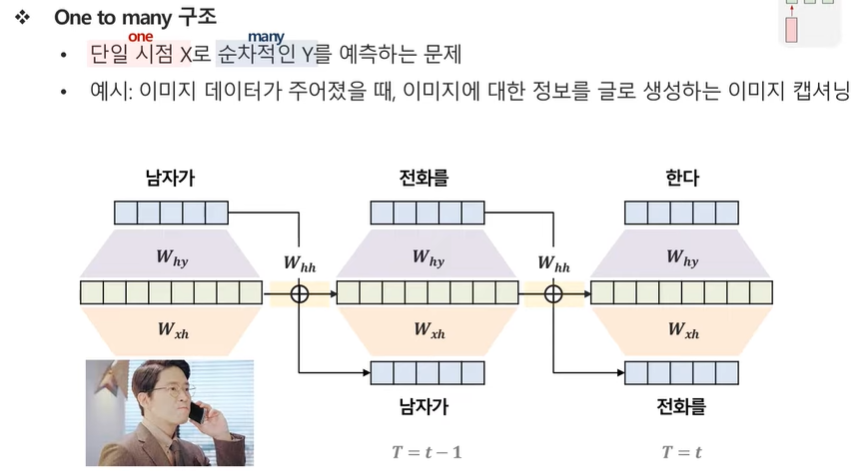 ❖ One to many 구조
one many
• 단일 시점 X로 순차적인 Y를 예측하는 문제
• 예시: 이미지 데이터가 주어졌을 때, 이미지에 대한 정보를 글로 생성하는 이미지 캡셔닝
남자가 전화를 한다
W_hy W_hh W_hy W_hh W_hy
W_xh W_xh W_xh
남자가 전화를
T = t − 1 T = t